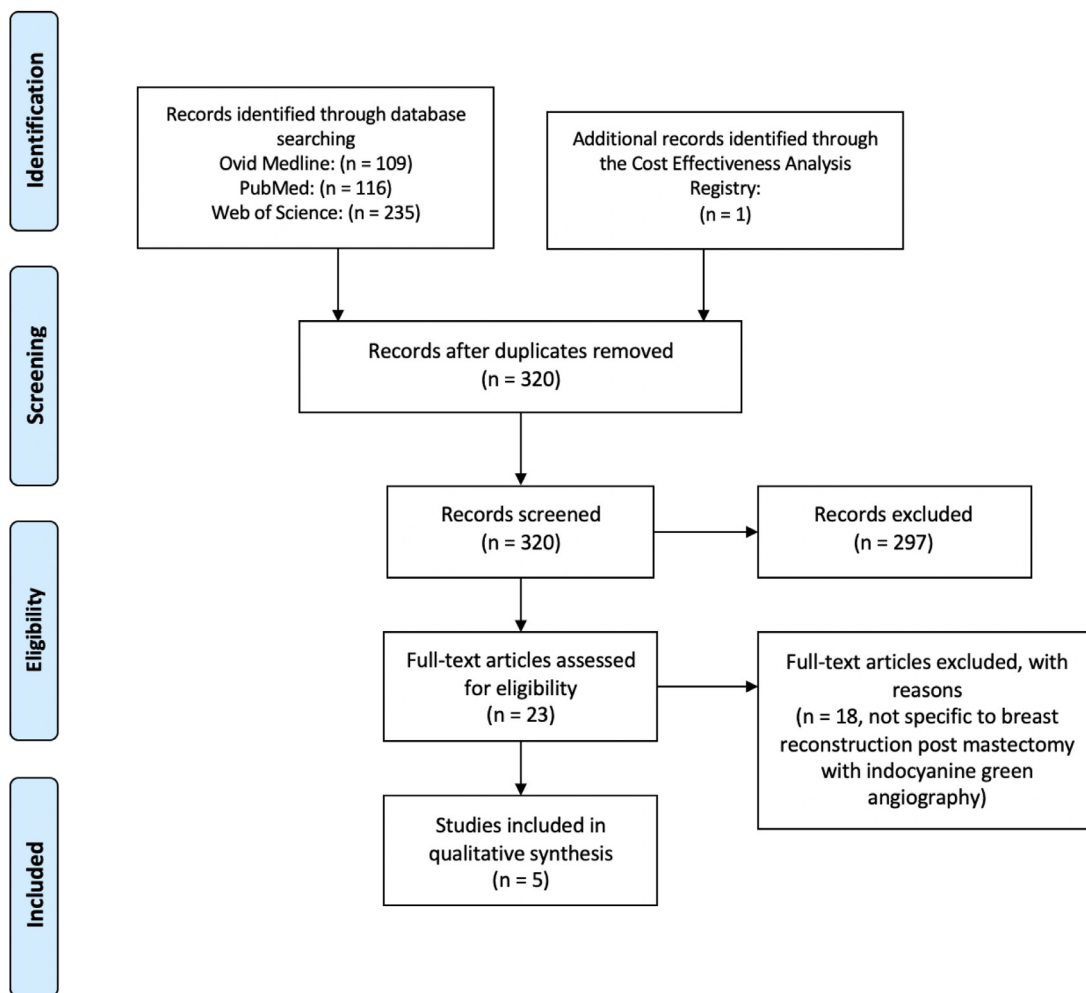 Identification
Records identified through database
searching
Ovid Medline: (n = 109)
PubMed: (n = 116)
Web of Science: (n = 235)
Additional records identified through
the Cost Effectiveness Analysis
Registry:
(n = 1)
Screening
Records after duplicates removed
(n = 320)
Records screened
(n = 320)
Records excluded
(n = 297)
Eligibility
Full-text articles assessed
for eligibility
(n = 23)
Full-text articles excluded, with
reasons
(n = 18, not specific to breast
reconstruction post mastectomy
with indocyanine green
angiography)
Included
Studies included in
qualitative synthesis
(n = 5)